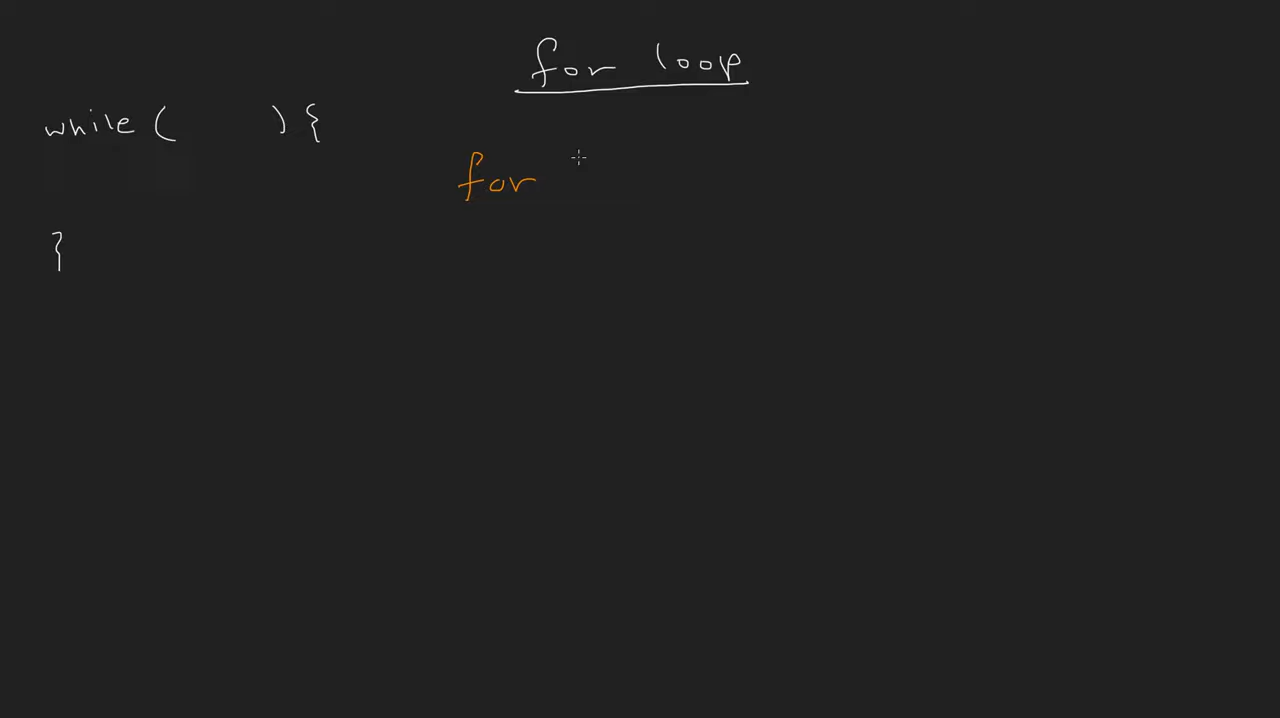 for loop
while ( ) {
for
}